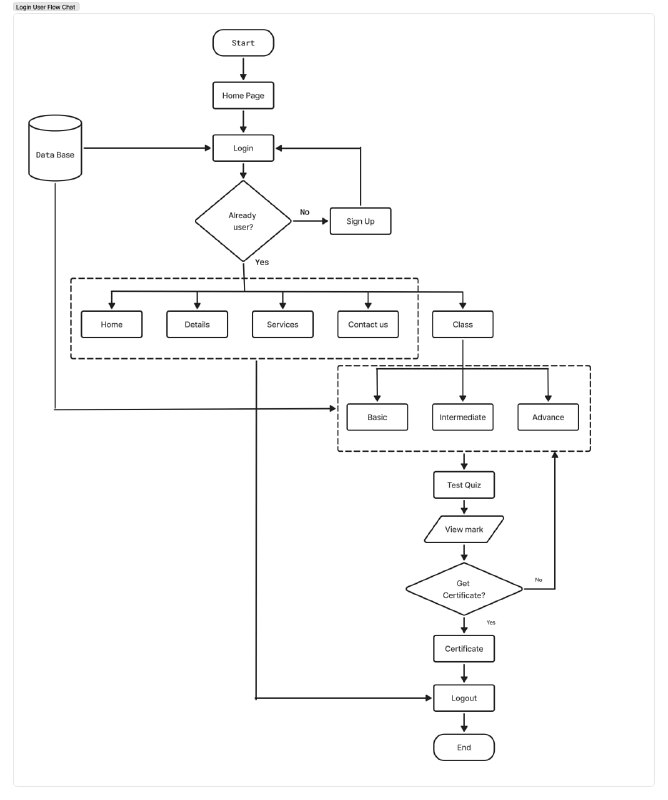 Login User Flow Chat
Start
Home Page
Data Base
Login
Already
user?
No
Sign Up
Yes
Home
Details
Services
Contact us
Class
Basic
Intermediate
Advance
Test Quiz
View mark
Get
Certificate?
No
Yes
Certificate
Logout
End